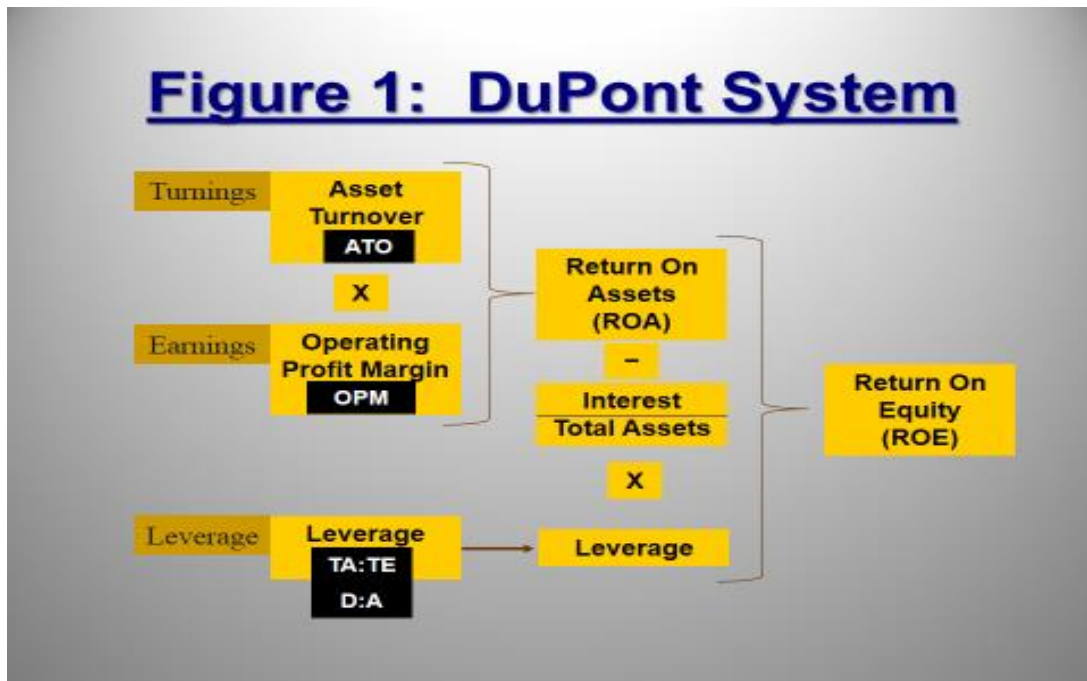 Figure 1: DuPont System
Turnings
Asset
Turnover
ATO
X
Earnings
Operating
Profit Margin
OPM
Leverage
Leverage
TA:TE
D:A
Return On
Assets
(ROA)
–
Interest
Total Assets
X
Leverage
Return On
Equity
(ROE)